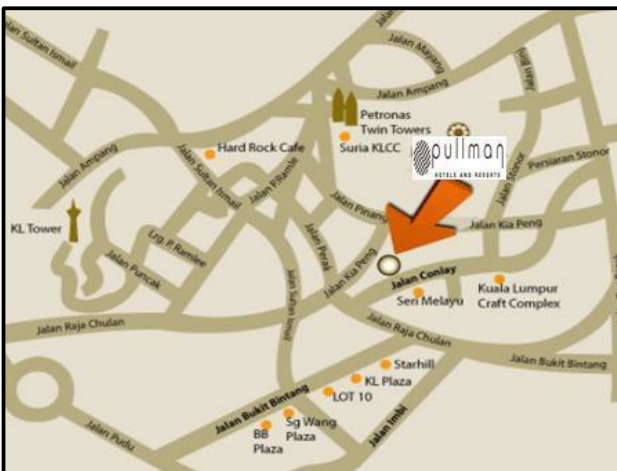 Jalan Sultan Ismail
Jalan Mayang
Jalan Ampang
Jalan Binj
Petronas
Twin Towers
Suria KLCC
pullman
HOTELS AND RESORTS
Hard Rock Cafe
Jalan Ampang
Jalan Sultan Ismail
Jalan P.Ramlee
Jalan Stonor
Persiaran Stonor
KL Tower
Lrg. P. Ramlee
Jalan Puncak
Jalan Pinang
Jalan Kia Peng
Jalan Perak
Jalan Kia Peng
Jalan Conlay
Seri Melayu
Kuala Lumpur
Craft Complex
Jalan Sultan Ismail
Jalan Raja Chulan
Jalan Raja Chulan
Jalan Bukit Bintang
Starhill
KL Plaza
LOT 10
Jalan Bukit Bintang
Sg Wang
Plaza
BB
Plaza
Jalan Imbi
Jalan Pudu